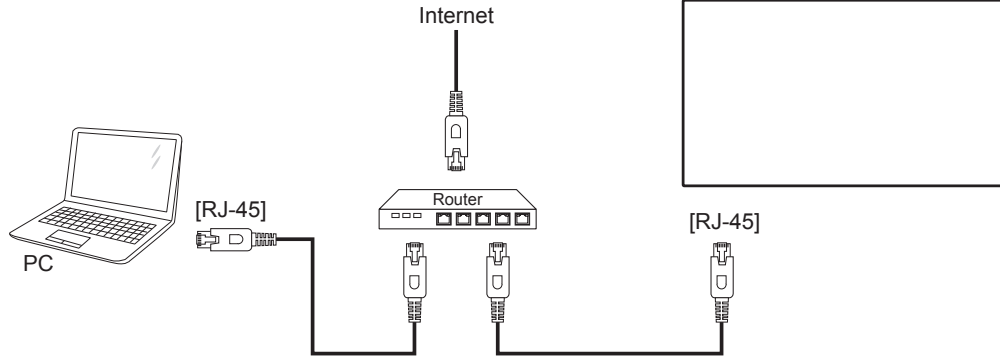 Internet
Router
[RJ-45]
[RJ-45]
PC